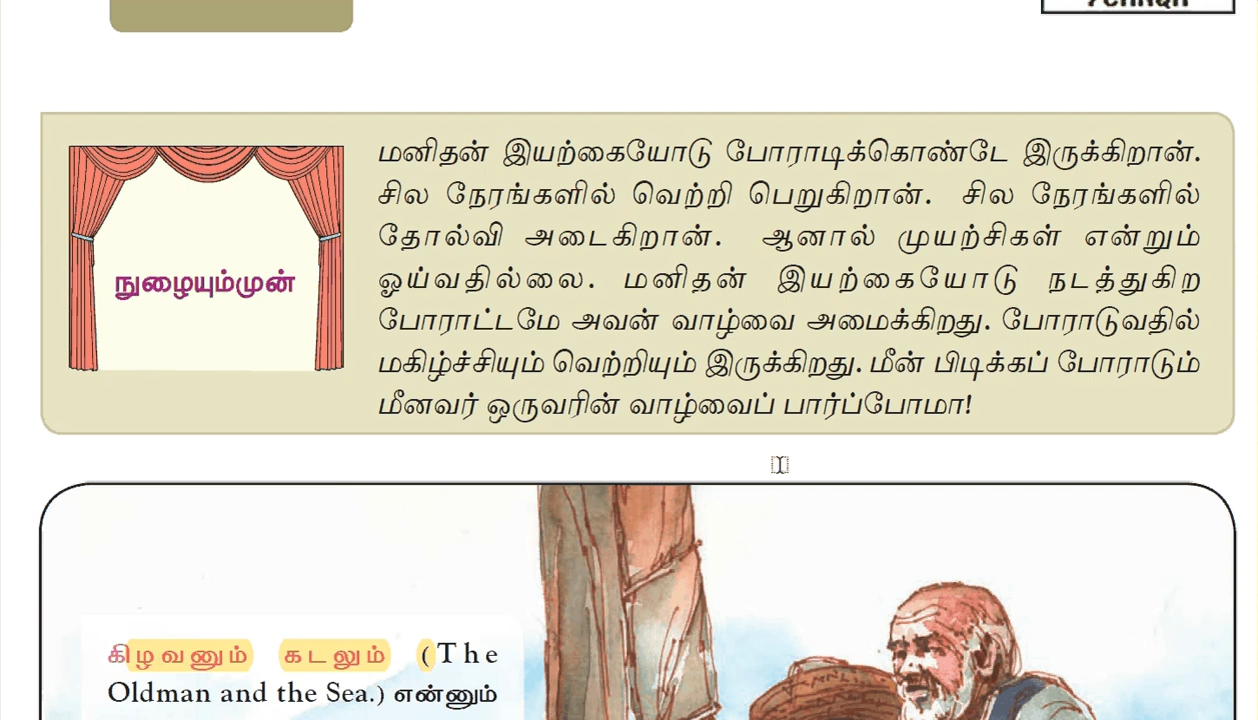 மனிதன் இயற்கையோடு போராடிக்கொண்டே இருக்கிறான்.
சில நேரங்களில் வெற்றி பெறுகிறான். சில நேரங்களில்
தோல்வி அடைகிறான். ஆனால் முயற்சிகள் என்றும்
ஓய்வதில்லை. மனிதன் இயற்கையோடு நடத்துகிற
போராட்டமே அவன் வாழ்வை அமைக்கிறது. போராடுவதில்
மகிழ்ச்சியும் வெற்றியும் இருக்கிறது. மீன் பிடிக்கப் போராடும்
மீனவர் ஒருவரின் வாழ்வைப் பார்ப்போமா!
நுழையும்முன்
கிழவனும் கடலும் (The
Oldman and the Sea.) என்னும்